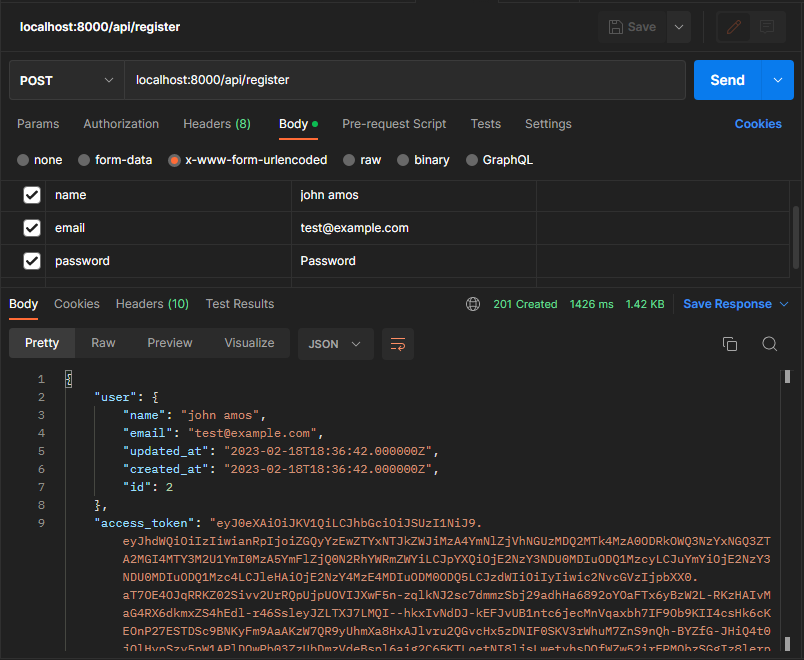 localhost:8000/api/register
Save
POST
localhost:8000/api/register
Send
Params Authorization Headers (8) Body Pre-request Script Tests Settings Cookies
none form-data x-www-form-urlencoded raw binary GraphQL
name john amos
email test@example.com
password Password
Body Cookies Headers (10) Test Results 201 Created 1426 ms 1.42 KB Save Response
Pretty Raw Preview Visualize JSON
1 {
2 "user": {
3 "name": "john amos",
4 "email": "test@example.com",
5 "updated_at": "2023-02-18T18:36:42.000000Z",
6 "created_at": "2023-02-18T18:36:42.000000Z",
7 "id": 2
8 },
9 "access_token": "eyJ0eXAiOiJKV1QiLCJhbGciOiJSUzI1NiJ9.
eyJhdWQiOiIzIiwianRpIjoiZGQyYzEwZTYxNTJkZWJiMzA4YmNlZjVhNGUzMDQ2MTk4MzA0ODRkOWQ3NzYxNGQ3ZT
A2MGI4MTY3M2U1YmI0MzA5YmFlZjQ0N2RhYWRmZWYiLCJpYXQiOjE2NzY3NDU0MDIuODQ1MzcyLCJuYmYiOjE2NzY3
NDU0MDIuODQ1Mzc4LCJleHAiOjE2NzY4MzE4MDIuODM0ODQ5LCJzdWIiOiIyIiwic2NvcGVzIjpbXX0.
aT7OE4OJqRRKZ02Sivv2UrRQpUjpUOVIJXwF5n-zqlkNJ2sc7dmmzSbj29adhHa6892oYOaFTx6yBzW2L-RKzHAIvM
aG4RX6dkmxZS4hEdl-r46SsleyJZLTXJ7LMQI--hkxIvNdDJ-kEFJvUB1ntc6jecMnVqaxbh7IF9Ob9KII4csHk6cK
EOnP27ESTDSc9BNKyFm9AaAKzW7QR9yUhmXa8HxAJlvru2QGvcHx5zDNIF0SKV3rWhuM7ZnS9nQh-BYZfG-JHiQ4t0